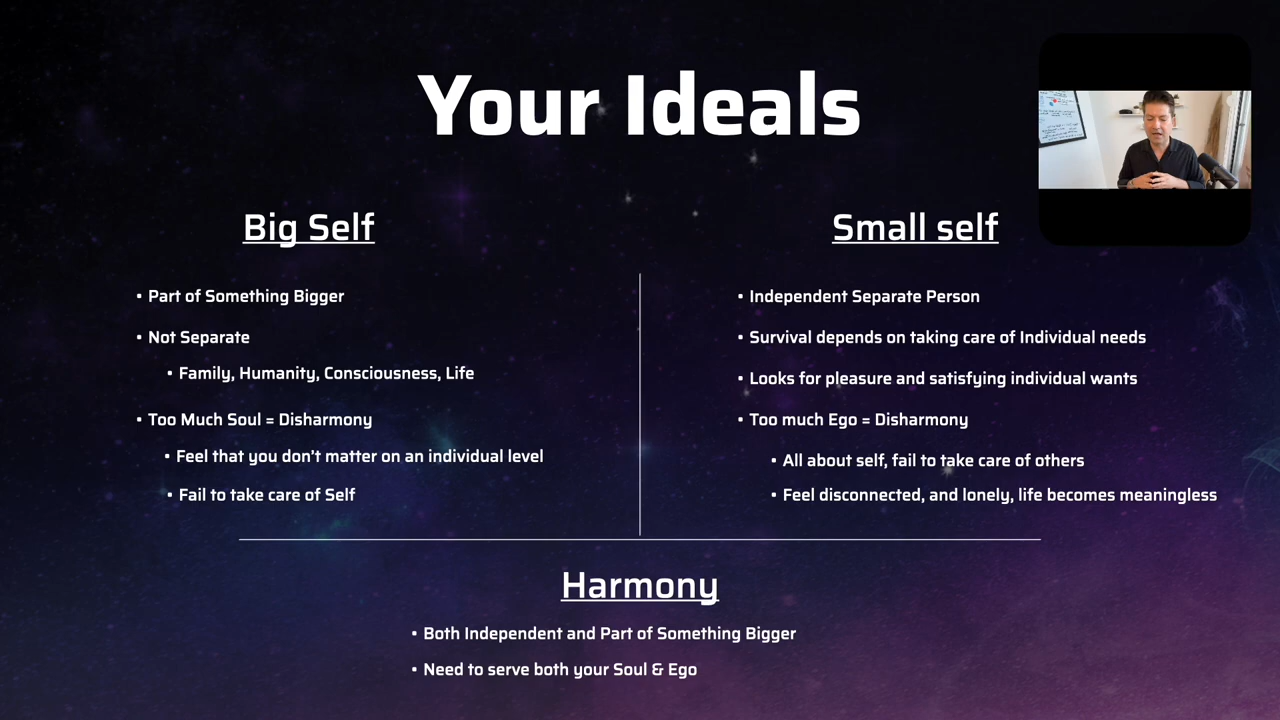 Your Ideals
Big Self
• Part of Something Bigger
• Not Separate
• Family, Humanity, Consciousness, Life
• Too Much Soul = Disharmony
• Feel that you don't matter on an individual level
• Fail to take care of Self
Small self
• Independent Separate Person
• Survival depends on taking care of Individual needs
• Looks for pleasure and satisfying individual wants
• Too much Ego = Disharmony
• All about self, fail to take care of others
• Feel disconnected, and lonely, life becomes meaningless
Harmony
• Both Independent and Part of Something Bigger
• Need to serve both your Soul & Ego